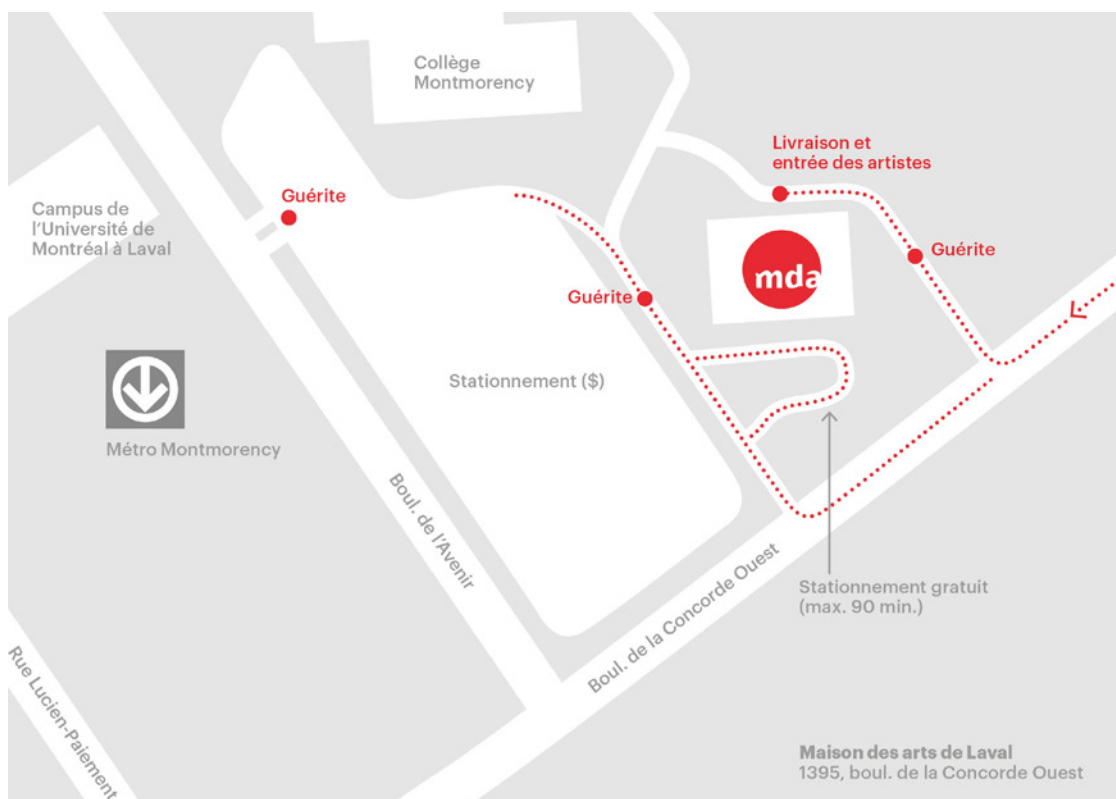 Collège
Montmorency
Livraison et
entrée des artistes
Guérite
Campus de
l'Université de
Montréal à Laval
mda
Guérite
Guérite
Stationnement ($)
Métro Montmorency
Boul. de l'Avenir
Boul. de la Concorde Ouest
Stationnement gratuit
(max. 90 min.)
Rue Lucien-Paiement
Maison des arts de Laval
1395, boul. de la Concorde Ouest